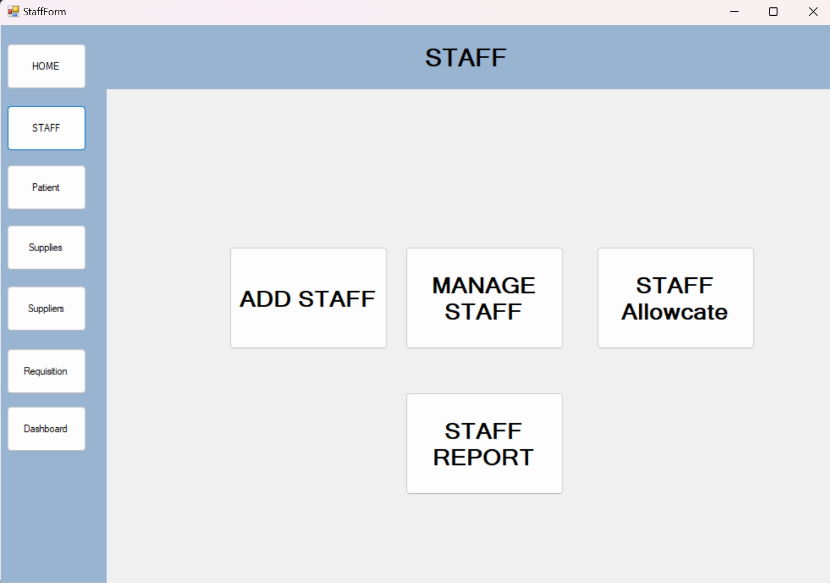 StaffForm
STAFF
HOME
STAFF
Patient
Supplies
Suppliers
Requisition
Dashboard
ADD STAFF
MANAGE
STAFF
STAFF
Allowcate
STAFF
REPORT